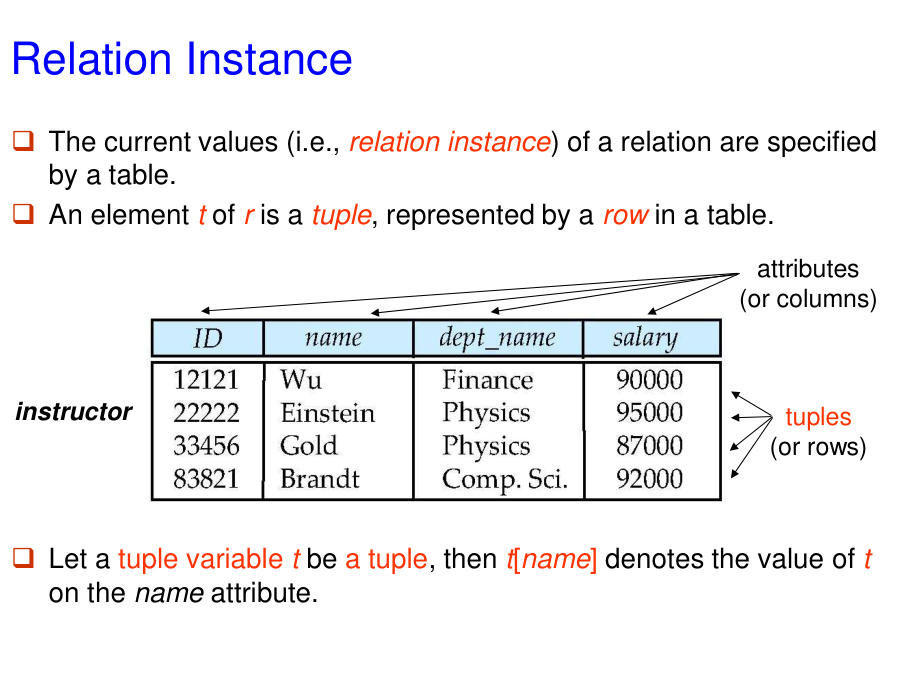 Relation Instance
❑ The current values (i.e., relation instance) of a relation are specified
by a table.
❑ An element t of r is a tuple, represented by a row in a table.
attributes
(or columns)
ID name dept_name salary
12121 Wu Finance 90000
22222 Einstein Physics 95000
33456 Gold Physics 87000
83821 Brandt Comp. Sci. 92000
instructor
tuples
(or rows)
❑ Let a tuple variable t be a tuple, then t[name] denotes the value of t
on the name attribute.